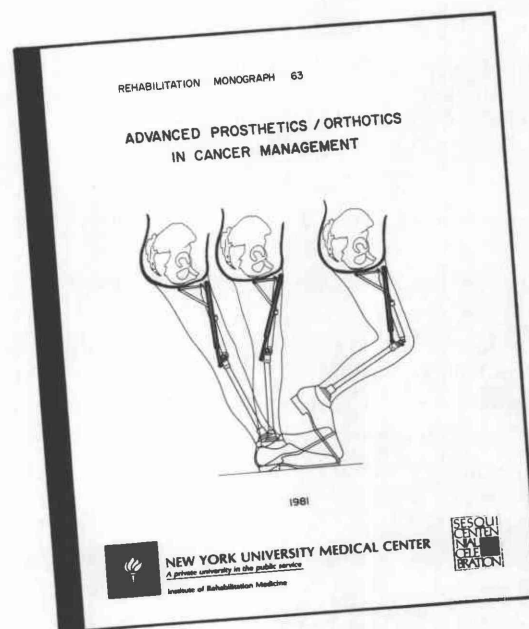 REHABILITATION MONOGRAPH 63
ADVANCED PROSTHETICS / ORTHOTICS
IN CANCER MANAGEMENT
1981
NEW YORK UNIVERSITY MEDICAL CENTER
A private university in the public service
Institute of Rehabilitation Medicine
SESQUI
CENTEN
NIAL
CELE
BRATION